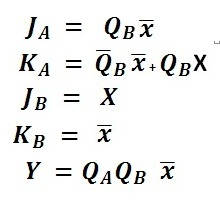 J_A = Q_B x̅
K_A = Q̅_B x̅ + Q_B X
J_B = X
K_B = x̅
Y = Q_A Q_B x̅